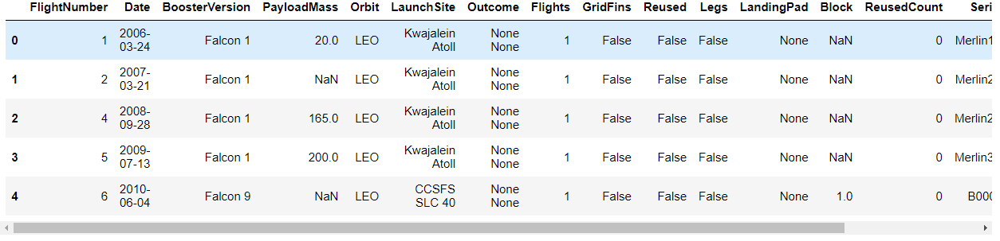 FlightNumber Date BoosterVersion PayloadMass Orbit LaunchSite Outcome Flights GridFins Reused Legs LandingPad Block ReusedCount Seri
0 1 2006-03-24 Falcon 1 20.0 LEO Kwajalein Atoll None None 1 False False False None NaN 0 Merlin1
1 2 2007-03-21 Falcon 1 NaN LEO Kwajalein Atoll None None 1 False False False None NaN 0 Merlin2
2 4 2008-09-28 Falcon 1 165.0 LEO Kwajalein Atoll None None 1 False False False None NaN 0 Merlin2
3 5 2009-07-13 Falcon 1 200.0 LEO Kwajalein Atoll None None 1 False False False None NaN 0 Merlin3
4 6 2010-06-04 Falcon 9 NaN LEO CCSFS SLC 40 None None 1 False False False None 1.0 0 B000